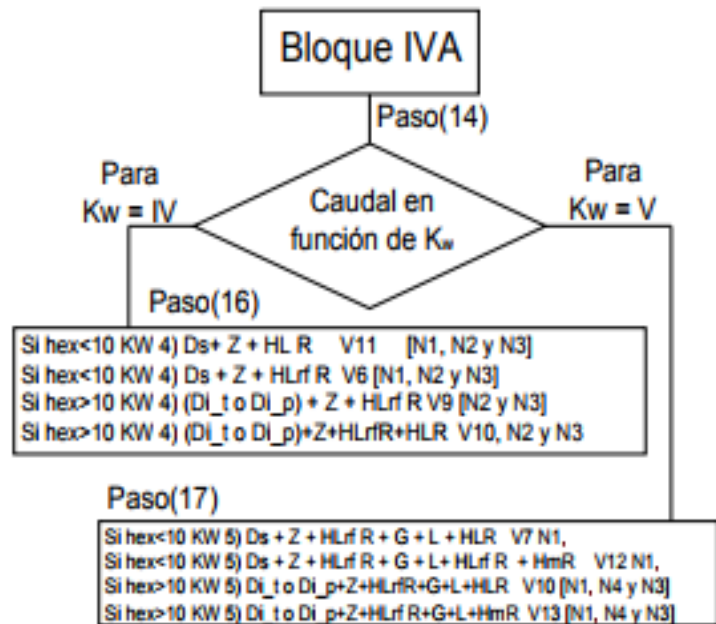 Bloque IVA
Paso(14)
Para
Kw = IV
Caudal en
función de Kw
Para
Kw = V
Paso(16)
Si hex<10 KW 4) Ds+ Z + HL R V11 [N1, N2 y N3]
Si hex<10 KW 4) Ds + Z + HLrf R V6 [N1, N2 y N3]
Si hex>10 KW 4) (Di_t o Di_p) + Z + HLrf R V9 [N2 y N3]
Si hex>10 KW 4) (Di_t o Di_p)+Z+HLrfR+HLR V10, N2 y N3
Paso(17)
Si hex<10 KW 5) Ds + Z + HLrf R + G + L + HLR V7 N1,
Si hex<10 KW 5) Ds + Z + HLrf R + G + L+ HLrf R + HmR V12 N1,
Si hex>10 KW 5) Di_t o Di_p+Z+HLrfR+G+L+HLR V10 [N1, N4 y N3]
Si hex>10 KW 5) Di_t o Di_p+Z+HLrf R+G+L+HmR V13 [N1, N4 y N3]